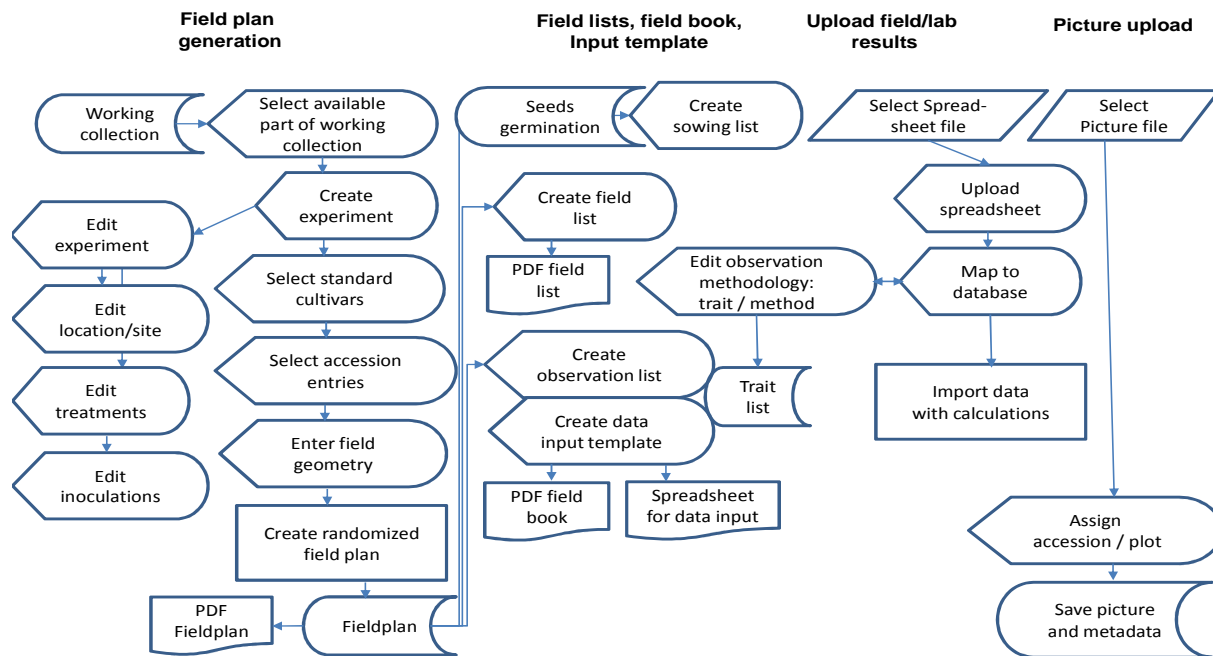 Field plan
generation
Field lists, field book,
Input template
Upload field/lab
results
Picture upload
Working
collection
Select available
part of working
collection
Create
experiment
Edit
experiment
Select standard
cultivars
Edit
location/site
Select accession
entries
Edit
treatments
Enter field
geometry
Edit
inoculations
Create randomized
field plan
PDF
Fieldplan
Fieldplan
Seeds
germination
Create
sowing list
Create field
list
PDF field
list
Edit observation
methodology:
trait / method
Create
observation list
Trait
list
Create data
input template
PDF field
book
Spreadsheet
for data input
Select Spread-
sheet file
Upload
spreadsheet
Map to
database
Import data
with calculations
Select
Picture file
Assign
accession / plot
Save picture
and metadata